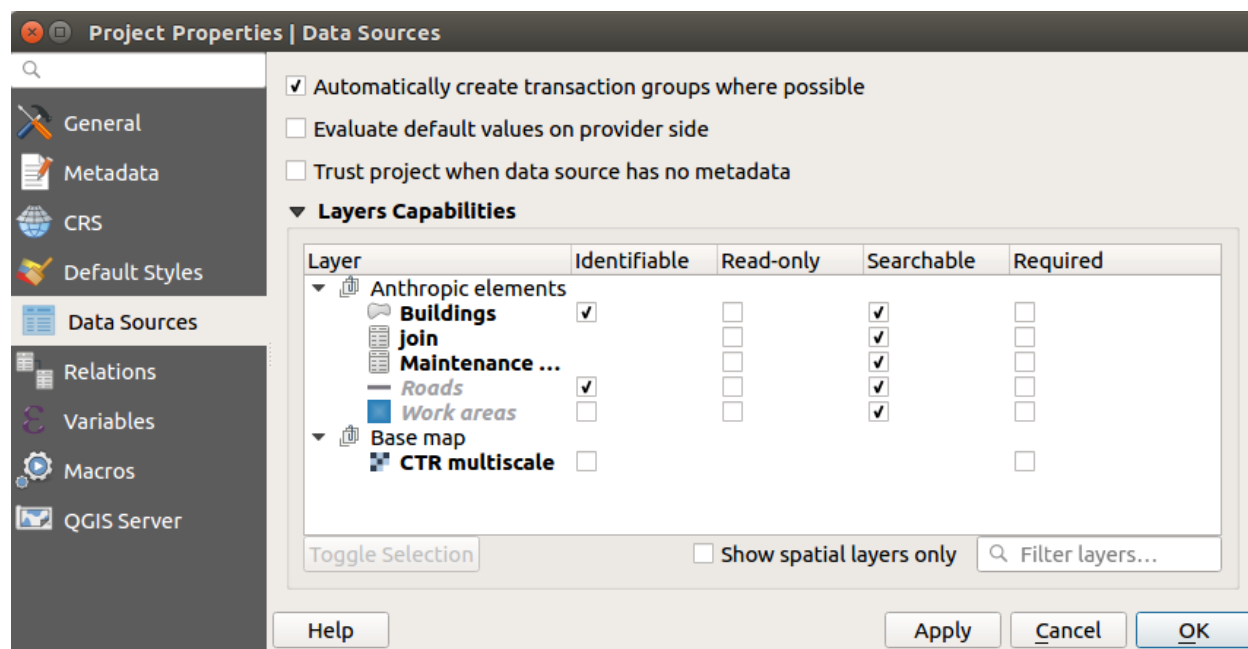 Project Properties | Data Sources
General
Metadata
CRS
Default Styles
Data Sources
Relations
Variables
Macros
QGIS Server
Automatically create transaction groups where possible
Evaluate default values on provider side
Trust project when data source has no metadata
Layers Capabilities
Layer Identifiable Read-only Searchable Required
Anthropic elements
Buildings
join
Maintenance ...
Roads
Work areas
Base map
CTR multiscale
Toggle Selection Show spatial layers only Filter layers...
Help Apply Cancel OK